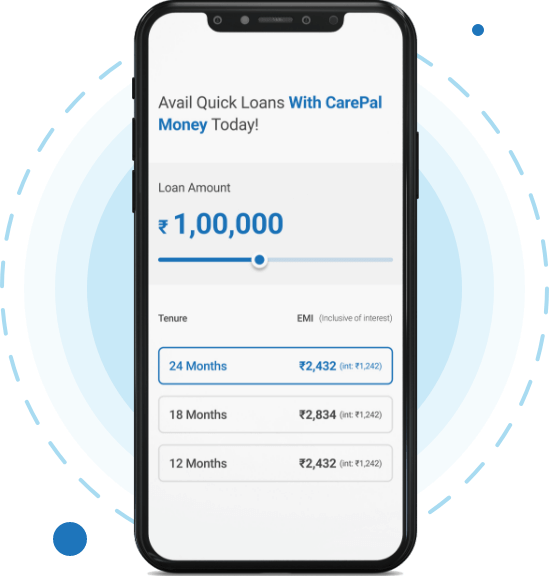 Avail Quick Loans With CarePal
Money Today!
Loan Amount
₹ 1,00,000
Tenure EMI (Inclusive of interest)
24 Months ₹2,432 (int: ₹1,242)
18 Months ₹2,834 (int: ₹1,242)
12 Months ₹2,432 (int: ₹1,242)